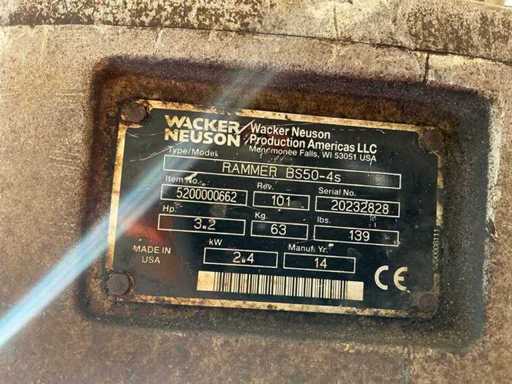 WACKER
NEUSON
Wacker Neuson
Production Americas LLC
Menomonee Falls, WI 53051 USA
Type/Model
RAMMER BS50-4s
Item No. Rev. Serial No.
5200000662 101 20232828
Hp. Kg. lbs.
3.2 63 139
kW Manuf. Yr.
MADE IN
USA
2.4 14
CE